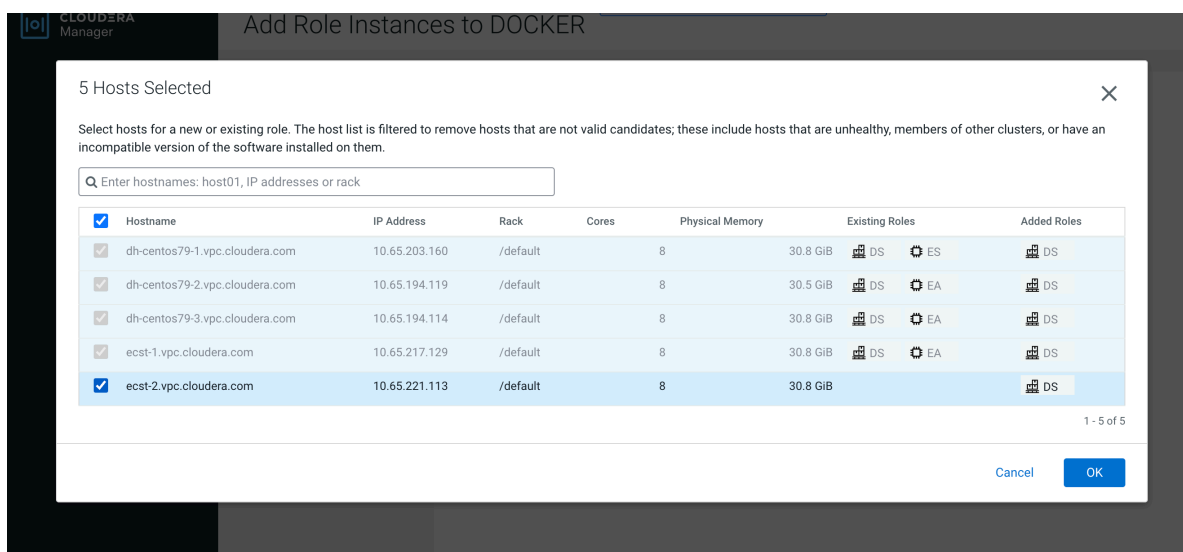 CLOUDERA
Manager
Add Role Instances to DOCKER
5 Hosts Selected
Select hosts for a new or existing role. The host list is filtered to remove hosts that are not valid candidates; these include hosts that are unhealthy, members of other clusters, or have an
incompatible version of the software installed on them.
Enter hostnames: host01, IP addresses or rack
Hostname IP Address Rack Cores Physical Memory Existing Roles Added Roles
dh-centos79-1.vpc.cloudera.com 10.65.203.160 /default 8 30.8 GiB DS ES DS
dh-centos79-2.vpc.cloudera.com 10.65.194.119 /default 8 30.5 GiB DS EA DS
dh-centos79-3.vpc.cloudera.com 10.65.194.114 /default 8 30.8 GiB DS EA DS
ecst-1.vpc.cloudera.com 10.65.217.129 /default 8 30.8 GiB DS EA DS
ecst-2.vpc.cloudera.com 10.65.221.113 /default 8 30.8 GiB DS
1 - 5 of 5
Cancel OK